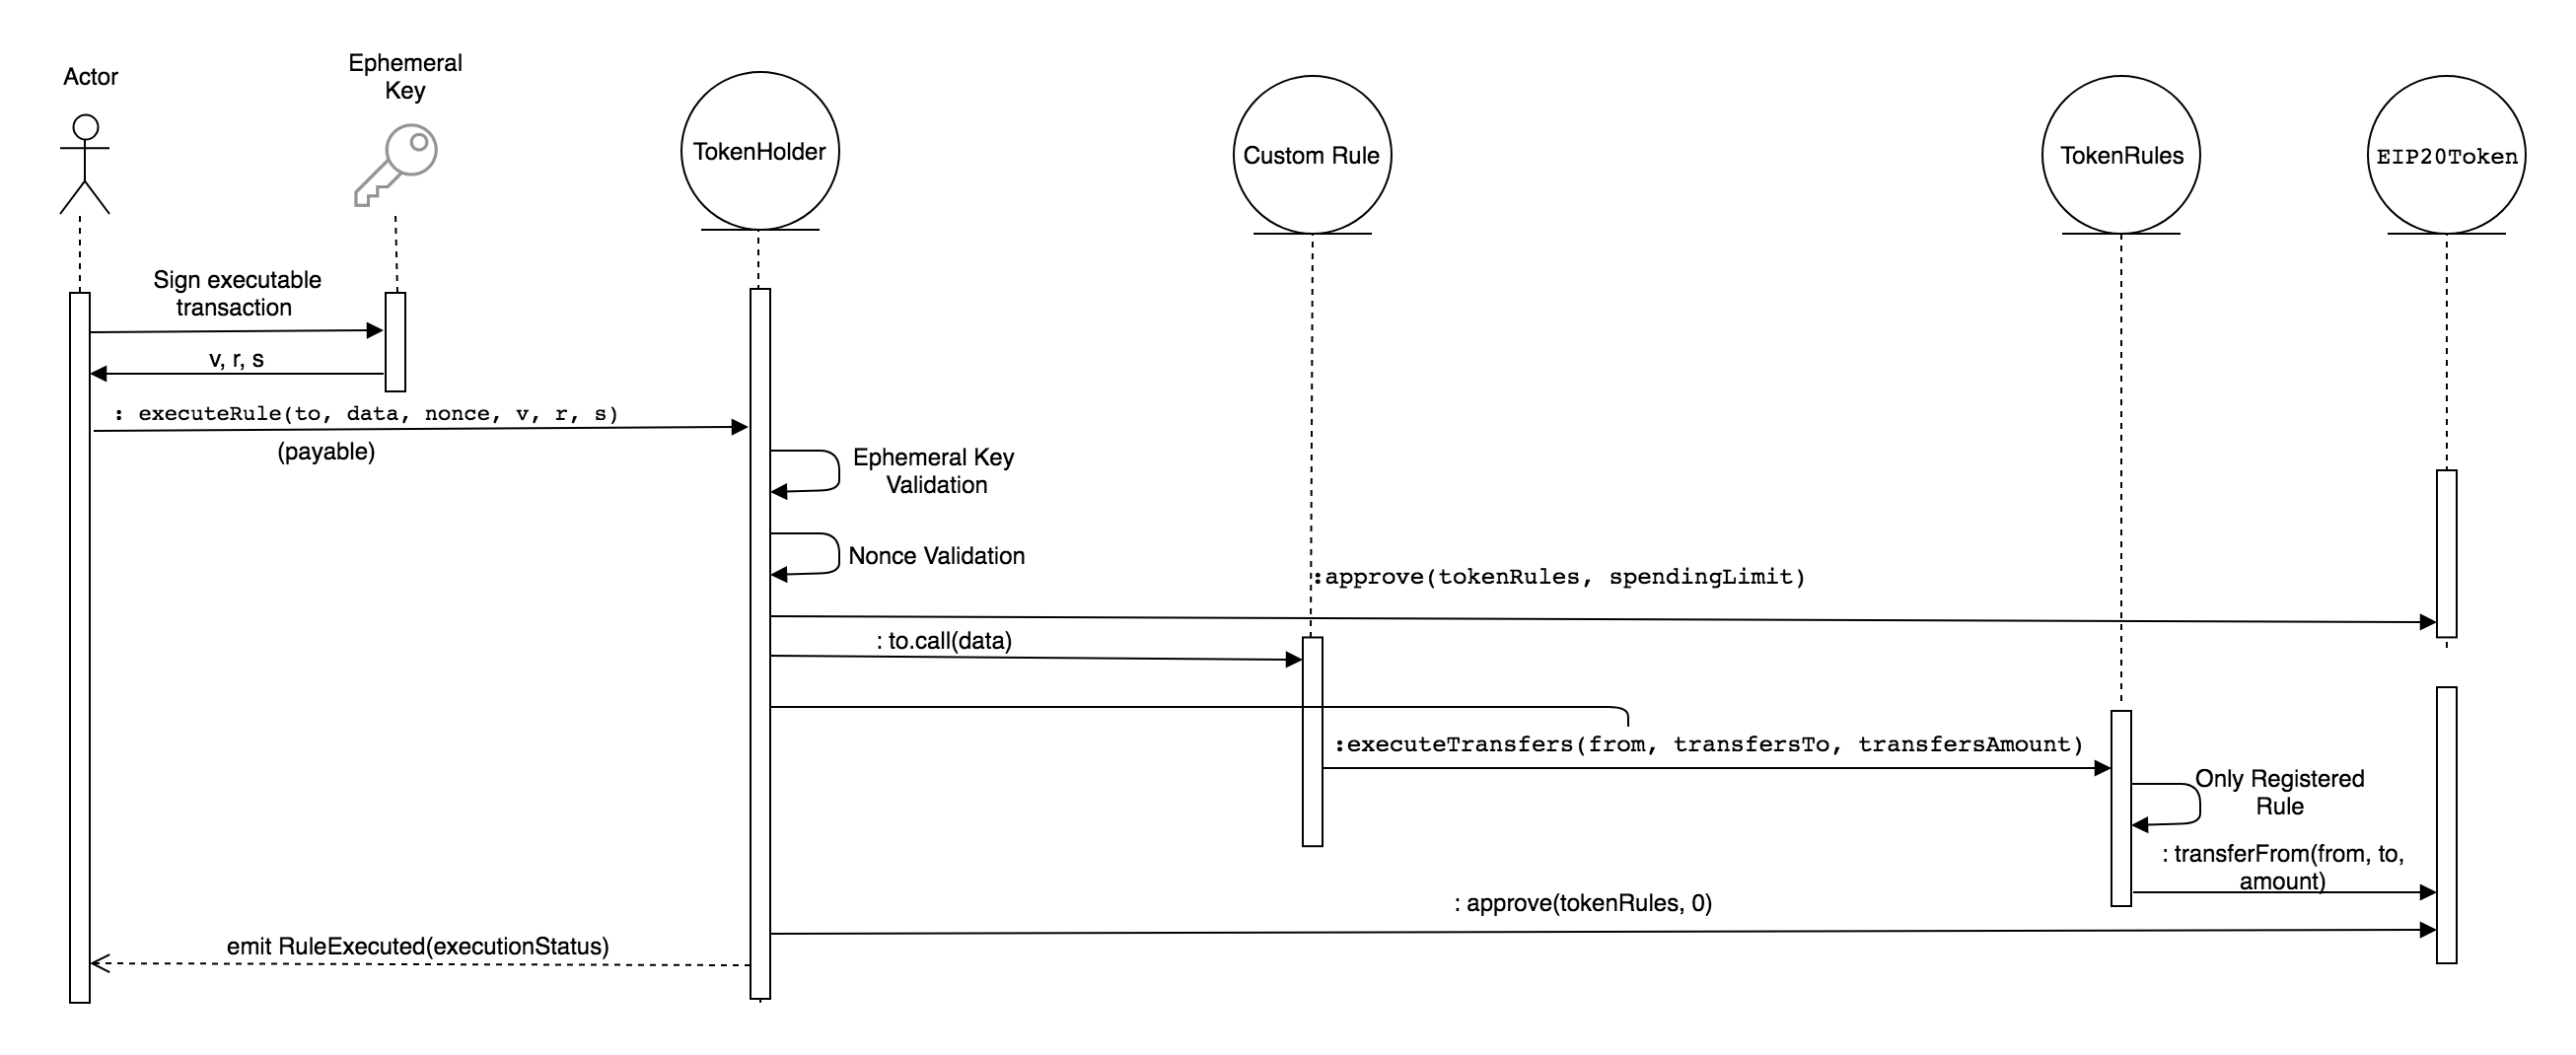 Actor
Ephemeral
Key
TokenHolder
Custom Rule
TokenRules
EIP20Token
Sign executable
transaction
v, r, s
: executeRule(to, data, nonce, v, r, s)
(payable)
Ephemeral Key
Validation
Nonce Validation
:approve(tokenRules, spendingLimit)
: to.call(data)
:executeTransfers(from, transfersTo, transfersAmount)
Only Registered
Rule
: transferFrom(from, to,
amount)
: approve(tokenRules, 0)
emit RuleExecuted(executionStatus)